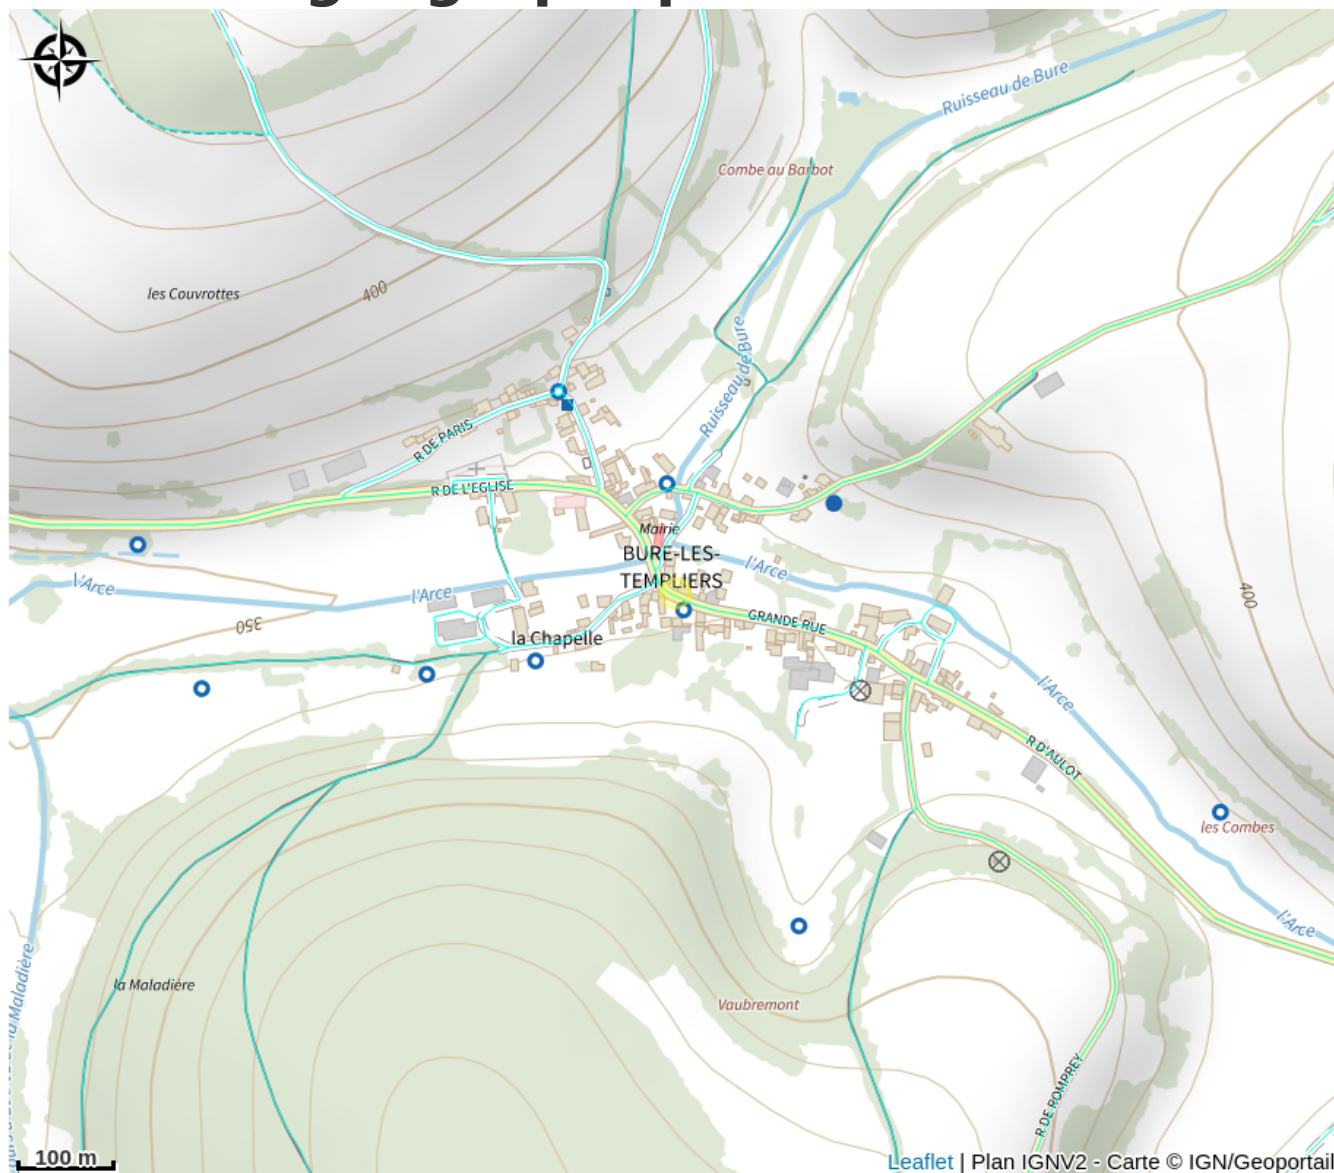 Ruisseau de Bure
Combe au Barbot
les Couvrottes
400
Ruisseau de Bure
R DE PARIS
R DE L'EGLISE
Mairie
BURE-LES-
TEMPLIERS
l'Arce
l'Arce
l'Arce
400
350
GRANDE RUE
la Chapelle
l'Arce
R D'AULOT
les Combes
l'Arce
la Maladière
la Maladière
Vaubremont
R DE ROMPREY
100 m
Leaflet | Plan IGNV2 - Carte © IGN/Geoportail